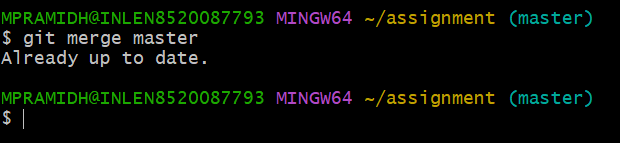 MPRAMIDH@INLEN8520087793 MINGW64 ~/assignment (master)
$ git merge master
Already up to date.
MPRAMIDH@INLEN8520087793 MINGW64 ~/assignment (master)
$